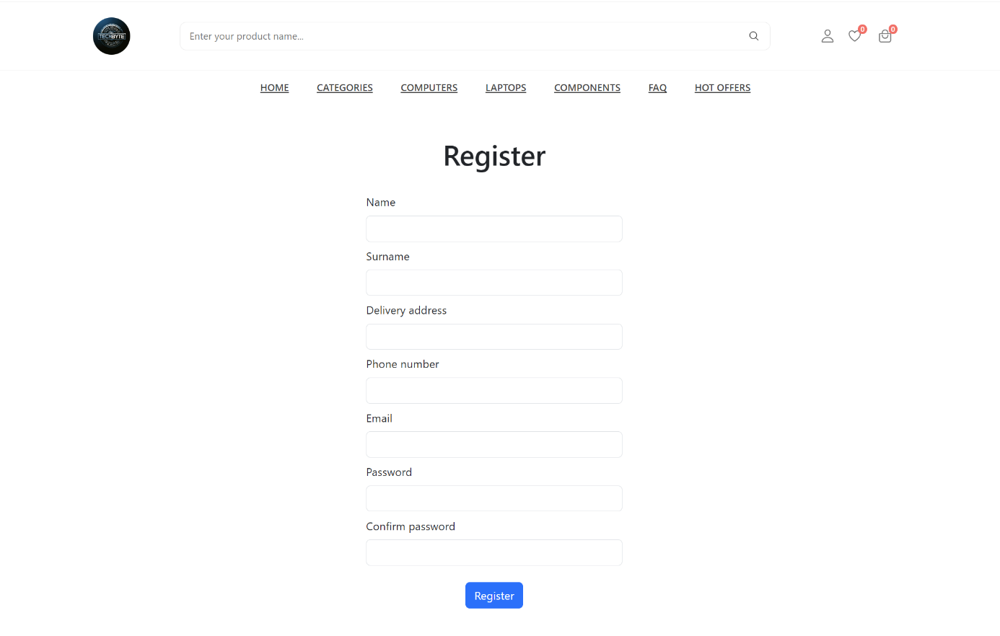 TECHBYTE
Enter your product name...
0
0
HOME CATEGORIES COMPUTERS LAPTOPS COMPONENTS FAQ HOT OFFERS
Register
Name
Surname
Delivery address
Phone number
Email
Password
Confirm password
Register